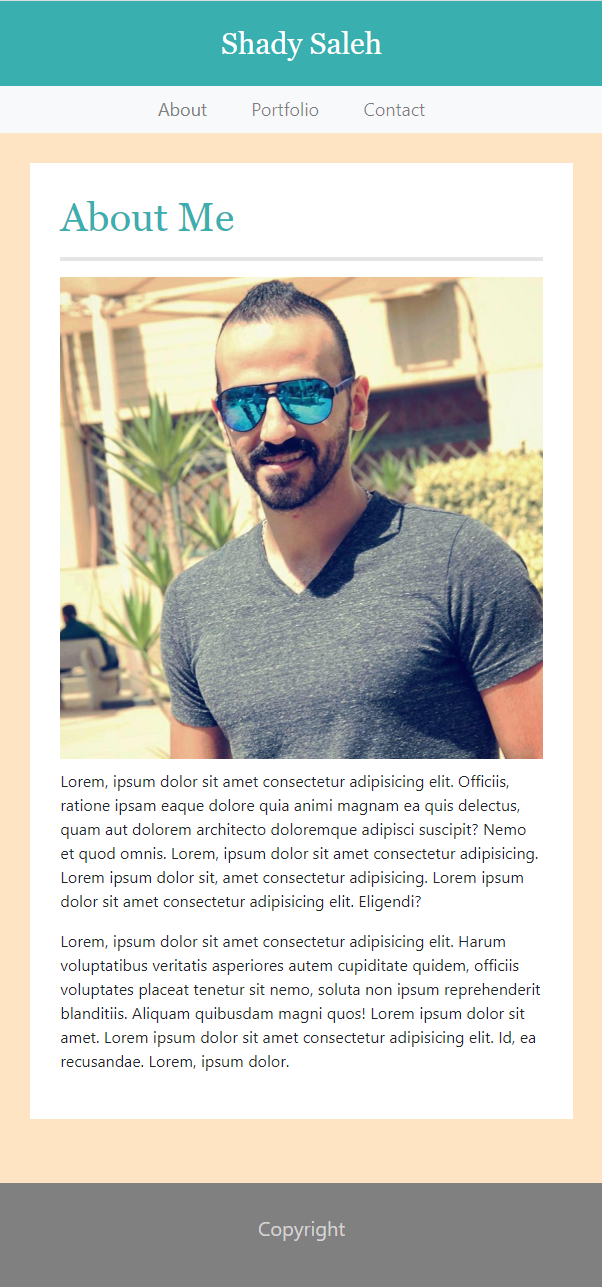 Shady Saleh
About Portfolio Contact
About Me
Lorem, ipsum dolor sit amet consectetur adipisicing elit. Officiis,
ratione ipsam eaque dolore quia animi magnam ea quis delectus,
quam aut dolorem architecto doloremque adipisci suscipit? Nemo
et quod omnis. Lorem, ipsum dolor sit amet consectetur adipisicing.
Lorem ipsum dolor sit, amet consectetur adipisicing. Lorem ipsum
dolor sit amet consectetur adipisicing elit. Eligendi?
Lorem, ipsum dolor sit amet consectetur adipisicing elit. Harum
voluptatibus veritatis asperiores autem cupiditate quidem, officiis
voluptates placeat tenetur sit nemo, soluta non ipsum reprehenderit
blanditiis. Aliquam quibusdam magni quos! Lorem ipsum dolor sit
amet. Lorem ipsum dolor sit amet consectetur adipisicing elit. Id, ea
recusandae. Lorem, ipsum dolor.
Copyright